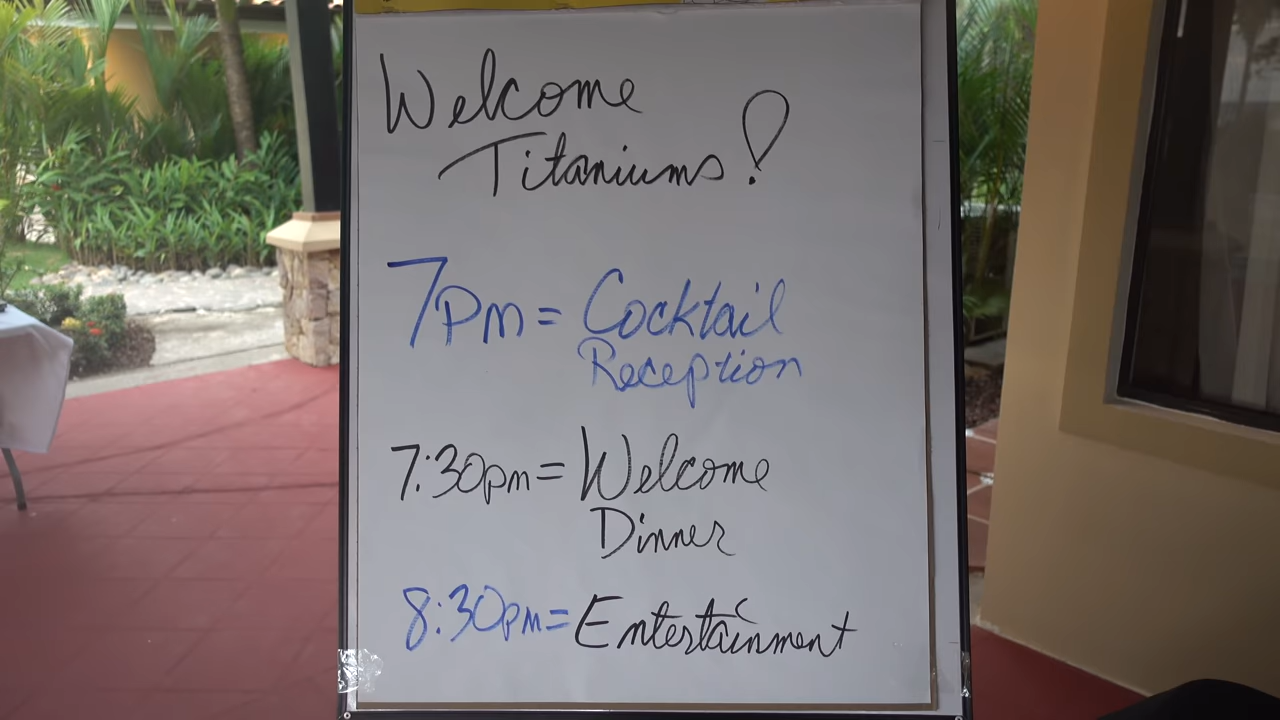 Welcome
Titaniums!
7pm = Cocktail
Reception
7:30pm = Welcome
Dinner
8:30pm = Entertainment